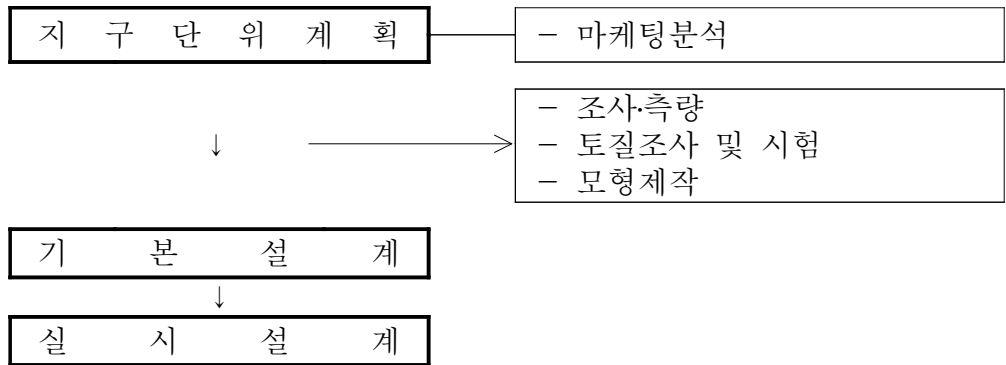 지 구 단 위 계 획
- 마케팅분석
- 조사·측량
↓
- 토질조사 및 시험
- 모형제작
기 본 설 계
↓
실 시 설 계